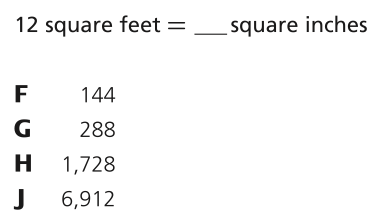 12 square feet = ___ square inches
F 144
G 288
H 1,728
J 6,912